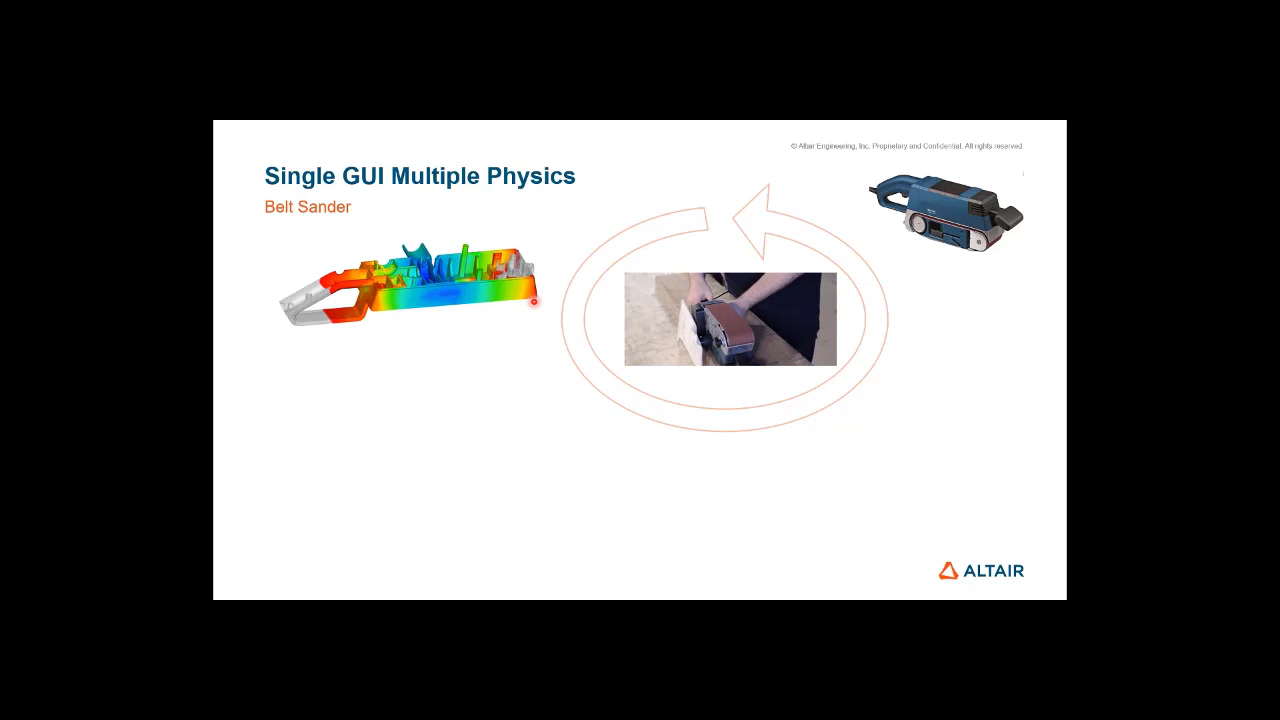 © Altair Engineering, Inc. Proprietary and Confidential. All rights reserved.
Single GUI Multiple Physics
Belt Sander
ALTAIR